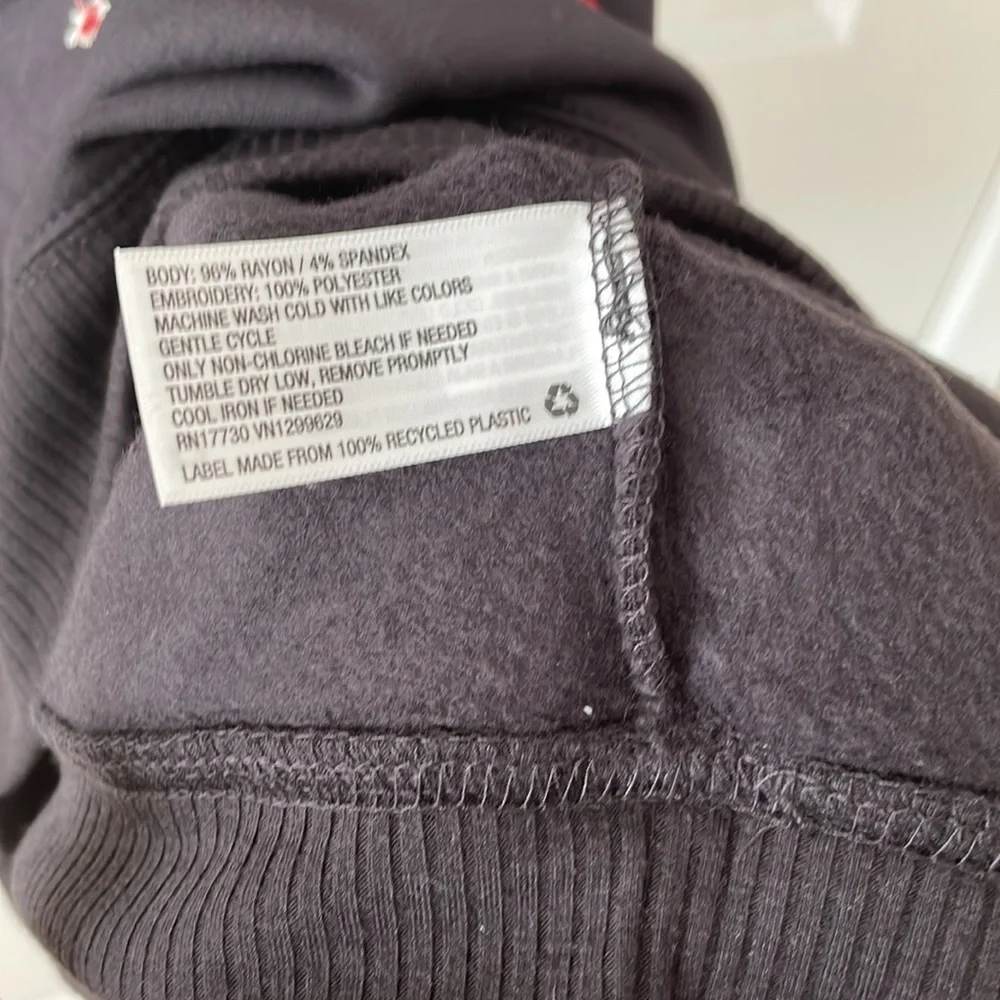 BODY: 96% RAYON / 4% SPANDEX
EMBROIDERY: 100% POLYESTER
MACHINE WASH COLD WITH LIKE COLORS
GENTLE CYCLE
ONLY NON-CHLORINE BLEACH IF NEEDED
TUMBLE DRY LOW, REMOVE PROMPTLY
COOL IRON IF NEEDED
RN17730 VN1299629
LABEL MADE FROM 100% RECYCLED PLASTIC